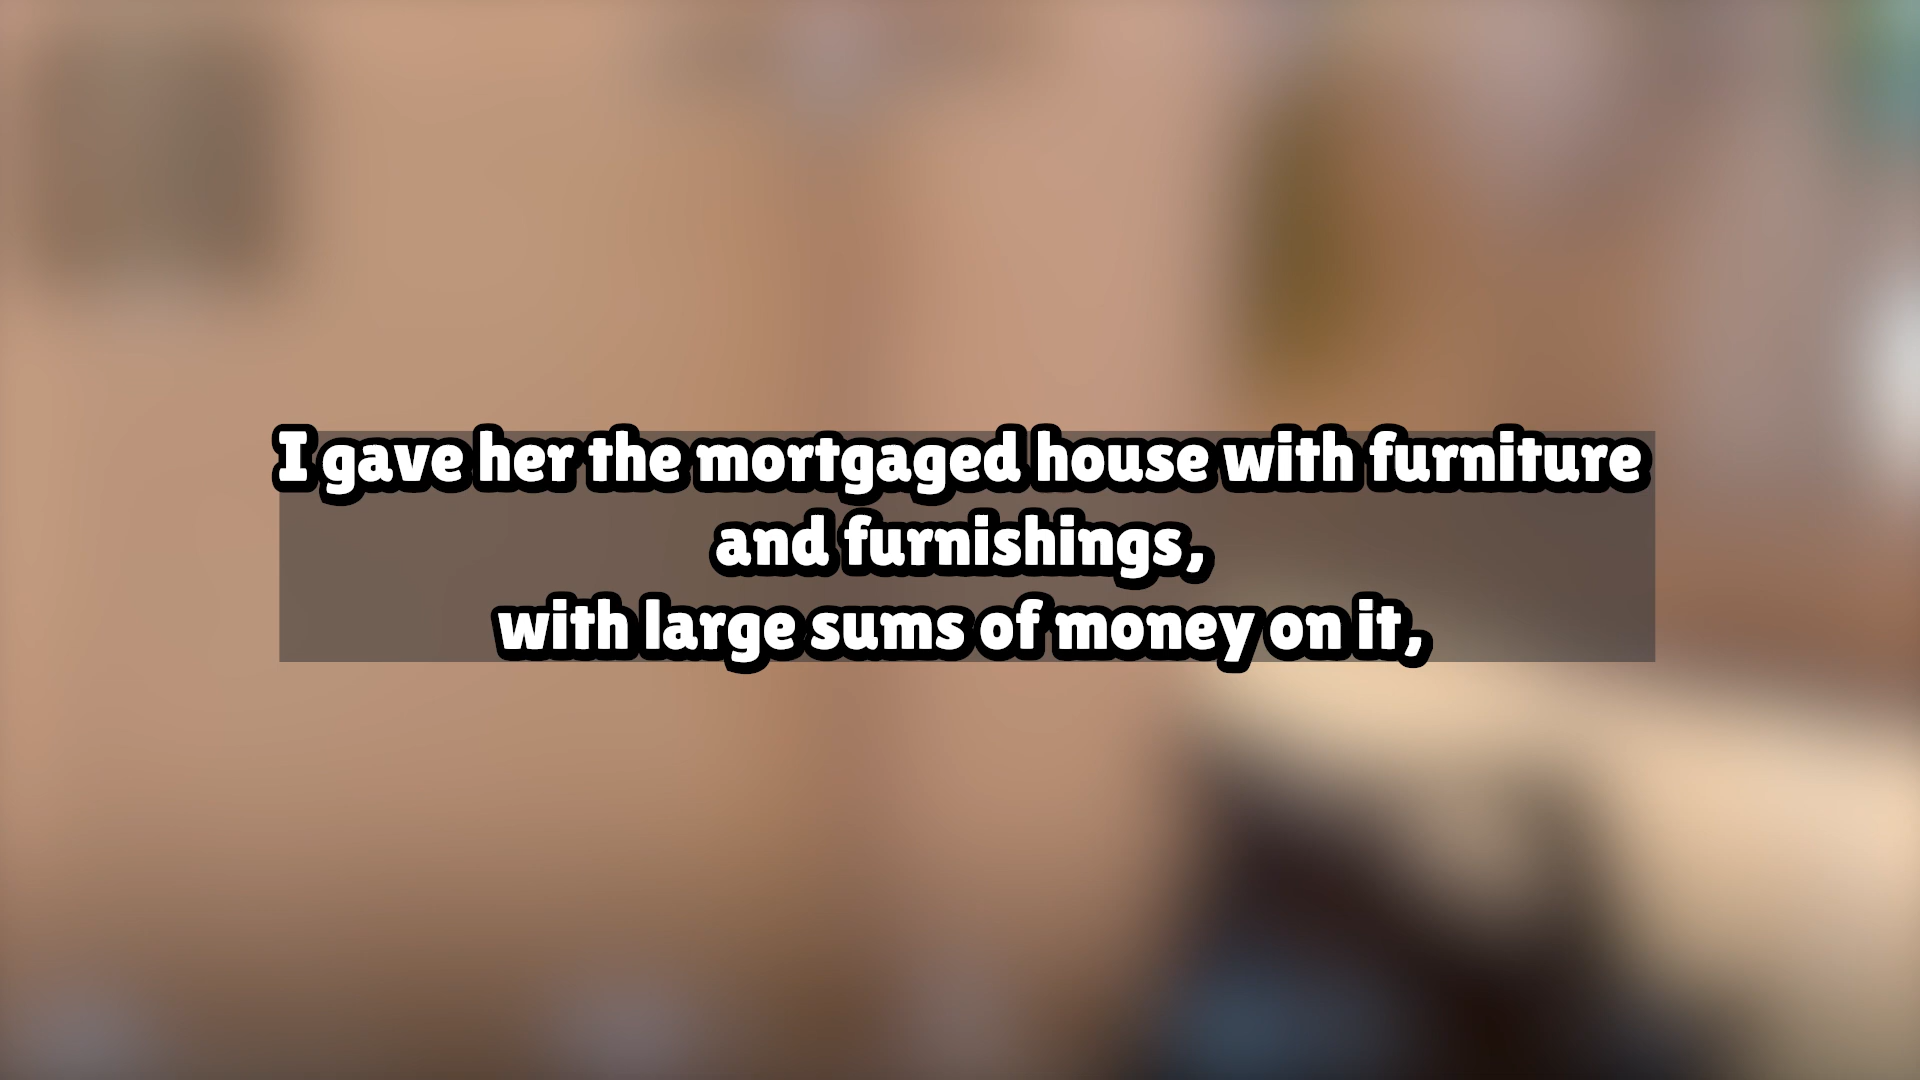 I gave her the mortgaged house with furniture
and furnishings,
with large sums of money on it,